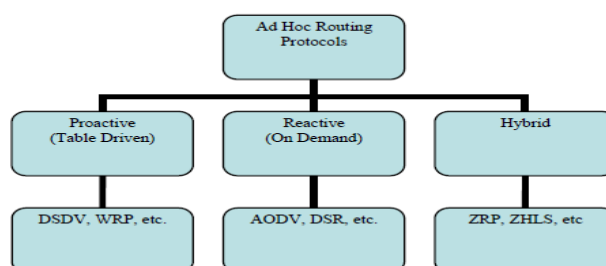 Ad Hoc Routing
Protocols
Proactive
(Table Driven)
Reactive
(On Demand)
Hybrid
DSDV, WRP, etc.
AODV, DSR, etc.
ZRP, ZHLS, etc